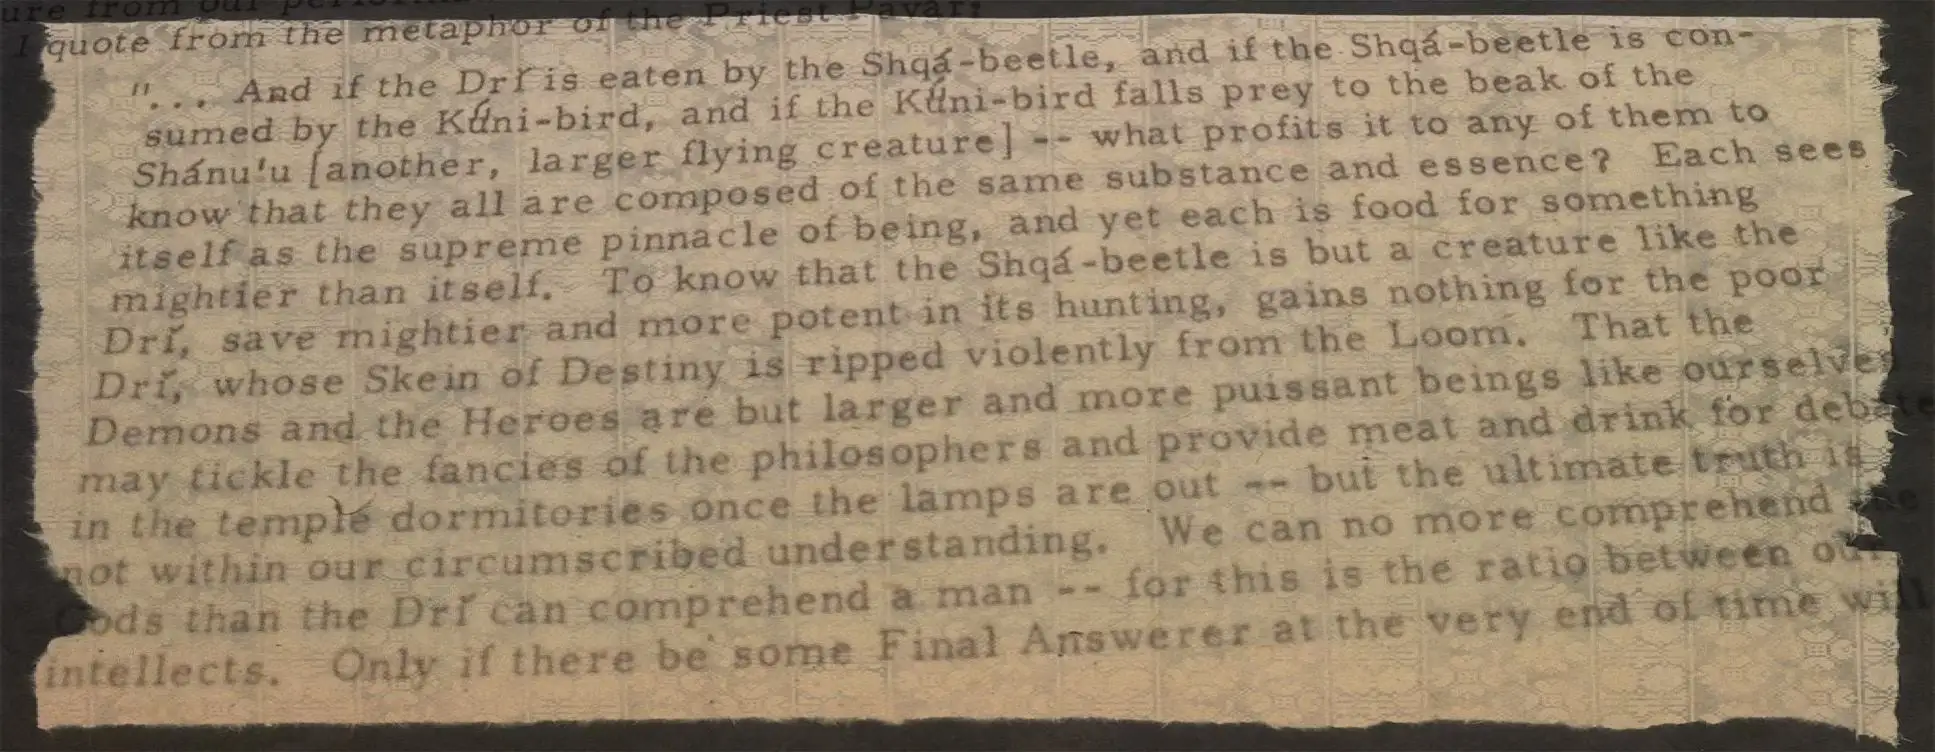 ure from our perfor
I quote from the metaphor of the Priest Pavár:
"... And if the Drí is eaten by the Shqá-beetle, and if the Shqá-beetle is con-
sumed by the Kűni-bird, and if the Kűni-bird falls prey to the beak of the
Shánu'u [another, larger flying creature] -- what profits it to any of them to
know that they all are composed of the same substance and essence? Each sees
itself as the supreme pinnacle of being, and yet each is food for something
mightier than itself. To know that the Shqá-beetle is but a creature like the
Drí, save mightier and more potent in its hunting, gains nothing for the poor
Drí, whose Skein of Destiny is ripped violently from the Loom. That the
Demons and the Heroes are but larger and more puissant beings like ourselves
may tickle the fancies of the philosophers and provide meat and drink for debate
in the temple dormitories once the lamps are out -- but the ultimate truth is
not within our circumscribed understanding. We can no more comprehend the
Gods than the Drí can comprehend a man -- for this is the ratio between our
intellects. Only if there be some Final Answerer at the very end of time will